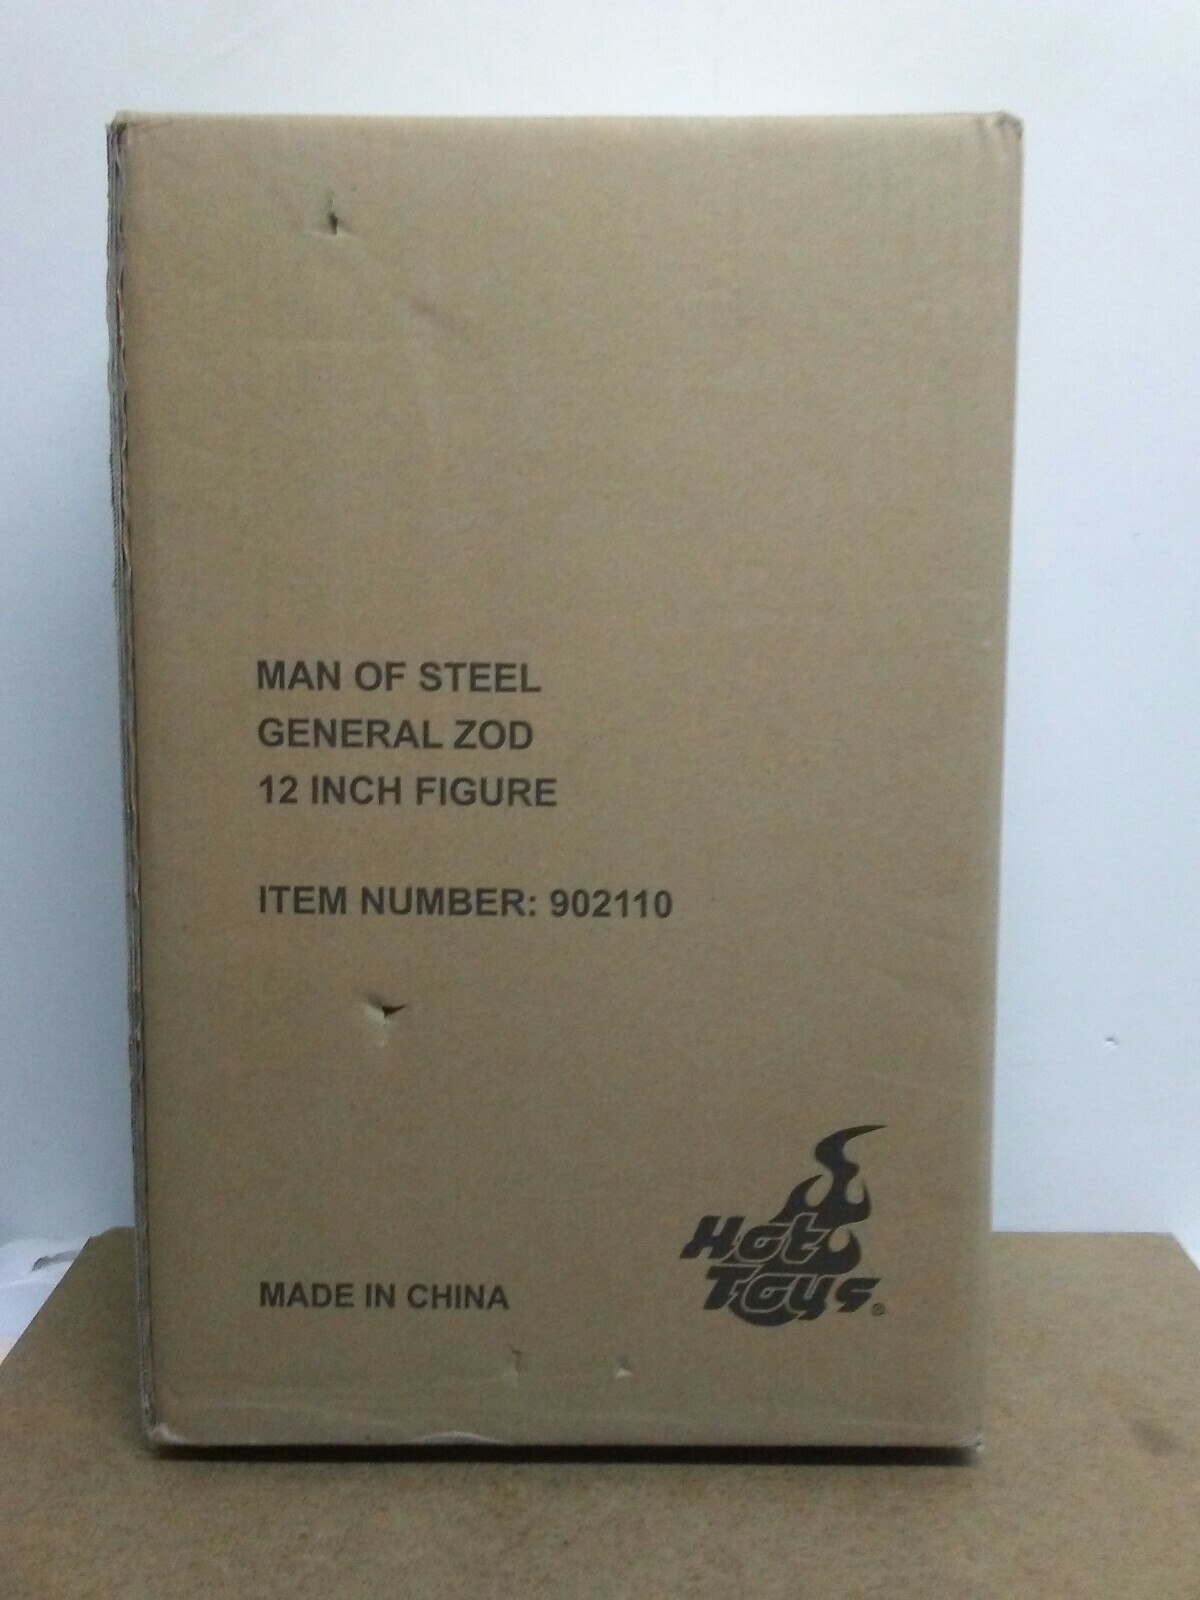 MAN OF STEEL
GENERAL ZOD
12 INCH FIGURE
ITEM NUMBER: 902110
MADE IN CHINA
Hot
Toys®